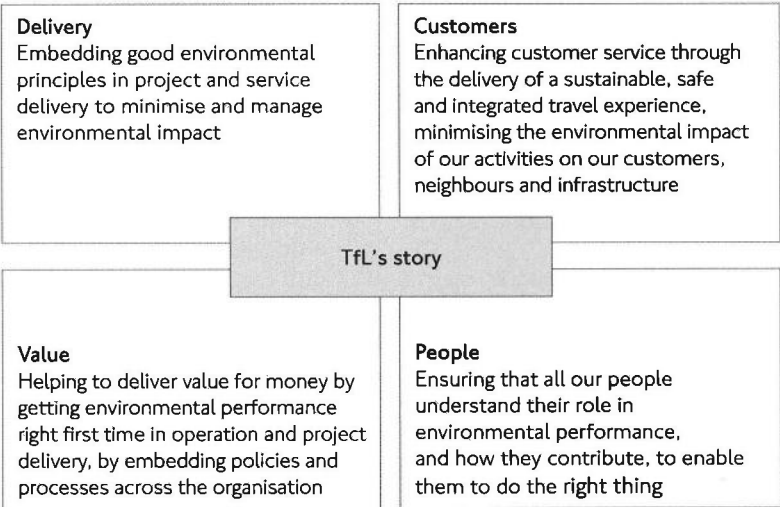 Delivery
Embedding good environmental
principles in project and service
delivery to minimise and manage
environmental impact
Customers
Enhancing customer service through
the delivery of a sustainable, safe
and integrated travel experience,
minimising the environmental impact
of our activities on our customers,
neighbours and infrastructure
TfL's story
Value
Helping to deliver value for money by
getting environmental performance
right first time in operation and project
delivery, by embedding policies and
processes across the organisation
People
Ensuring that all our people
understand their role in
environmental performance,
and how they contribute, to enable
them to do the right thing